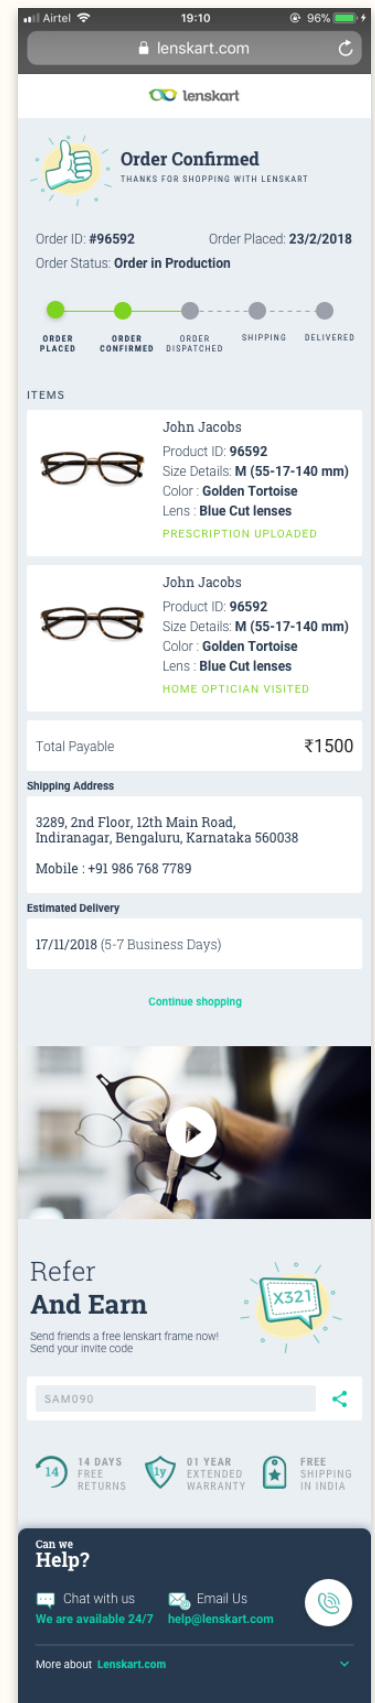 Airtel 19:10 96%
lenskart.com
lenskart
Order Confirmed
THANKS FOR SHOPPING WITH LENSKART
Order ID: #96592 Order Placed: 23/2/2018
Order Status: Order in Production
ORDER PLACED
ORDER CONFIRMED
ORDER DISPATCHED
SHIPPING
DELIVERED
ITEMS
John Jacobs
Product ID: 96592
Size Details: M (55-17-140 mm)
Color : Golden Tortoise
Lens : Blue Cut lenses
PRESCRIPTION UPLOADED
John Jacobs
Product ID: 96592
Size Details: M (55-17-140 mm)
Color : Golden Tortoise
Lens : Blue Cut lenses
HOME OPTICIAN VISITED
Total Payable ₹1500
Shipping Address
3289, 2nd Floor, 12th Main Road,
Indiranagar, Bengaluru, Karnataka 560038
Mobile : +91 986 768 7789
Estimated Delivery
17/11/2018 (5-7 Business Days)
Continue shopping
Refer
And Earn
Send friends a free lenskart frame now!
Send your invite code
X321
SAM090
14
14 DAYS
FREE
RETURNS
1y
01 YEAR
EXTENDED
WARRANTY
FREE
SHIPPING
IN INDIA
Can we
Help?
Chat with us
We are available 24/7
Email Us
help@lenskart.com
More about Lenskart.com